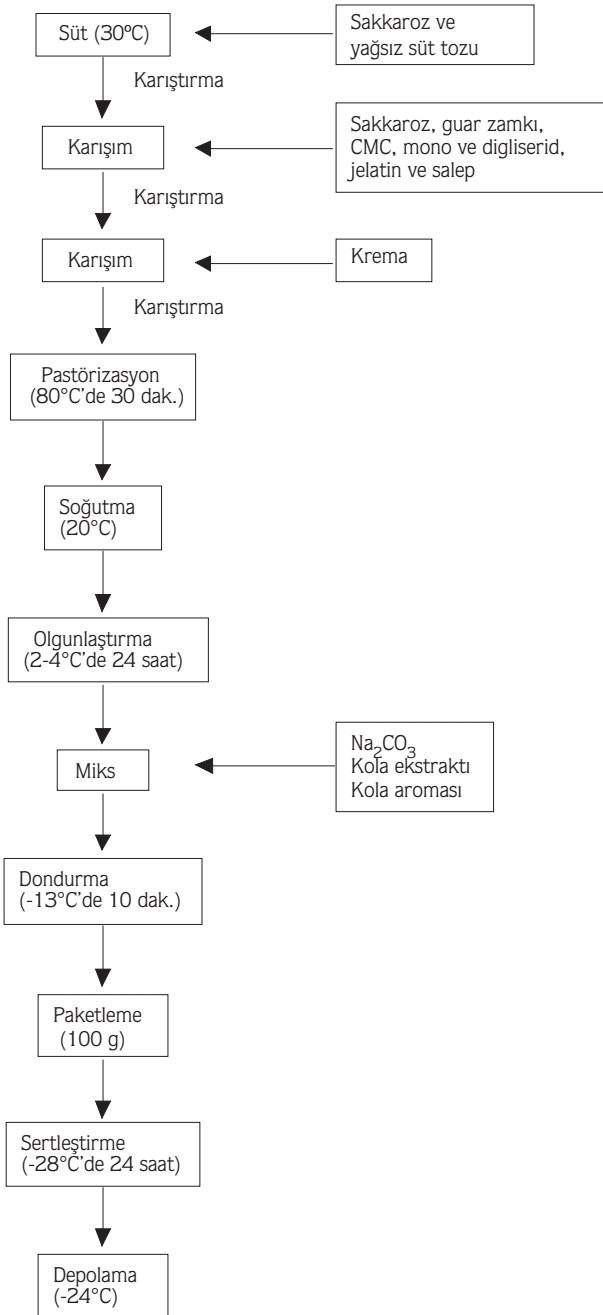 Süt (30°C)
Sakkaroz ve
yağsız süt tozu
Karıştırma
Karışım
Sakkaroz, guar zamkı,
CMC, mono ve digliserid,
jelatin ve salep
Karıştırma
Karışım
Krema
Karıştırma
Pastörizasyon
(80°C'de 30 dak.)
Soğutma
(20°C)
Olgunlaştırma
(2-4°C'de 24 saat)
Miks
Na₂CO₃
Kola ekstraktı
Kola aroması
Dondurma
(-13°C'de 10 dak.)
Paketleme
(100 g)
Sertleştirme
(-28°C'de 24 saat)
Depolama
(-24°C)